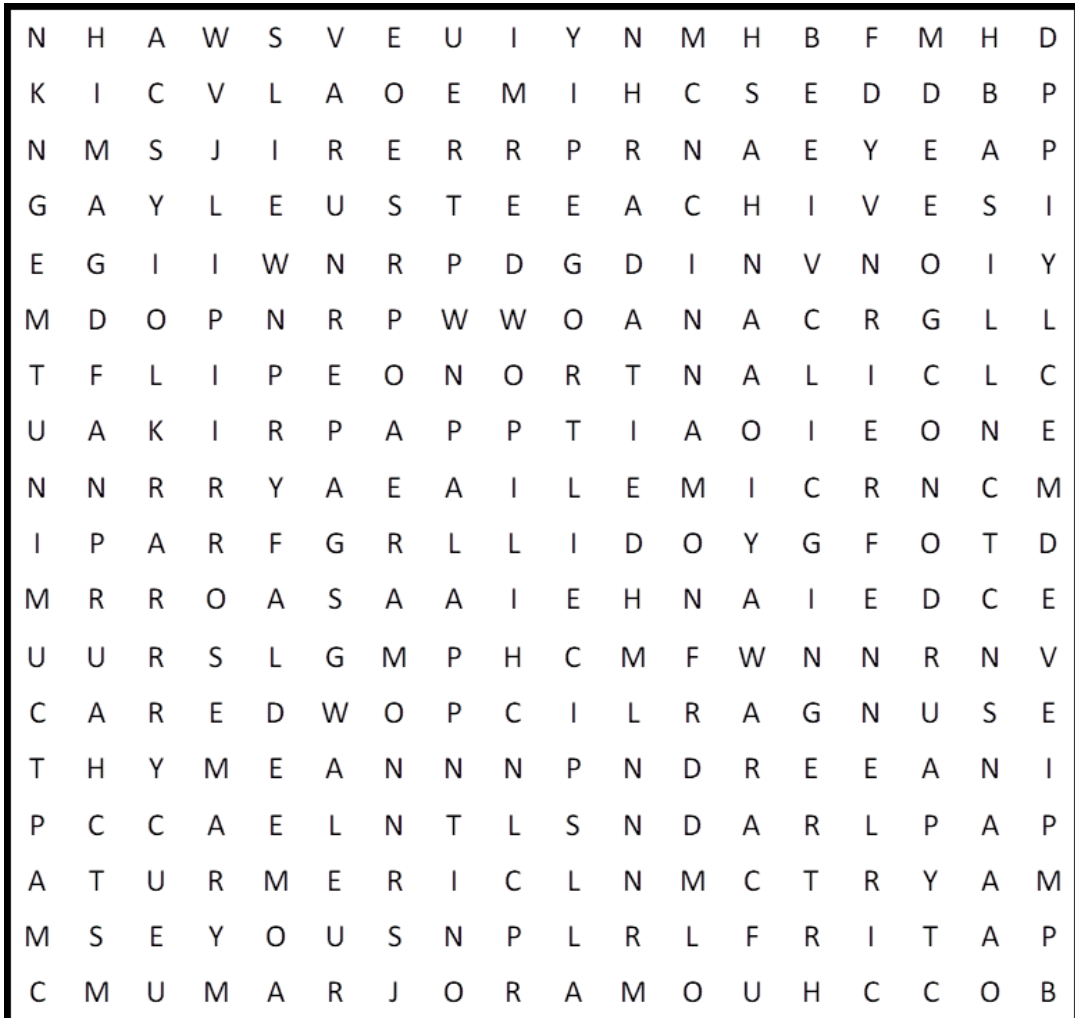 N H A W S V E U I Y N M H B F M H D
K I C V L A O E M I H C S E D D B P
N M S J I R E R R P R N A E Y E A P
G A Y L E U S T E E A C H I V E S I
E G I I W N R P D G D I N V N O I Y
M D O P N R P W W O A N A C R G L L
T F L I P E O N O R T N A L I C L C
U A K I R P A P P T I A O I E O N E
N N R R Y A E A I L E M I C R N C M
I P A R F G R L L I D O Y G F O T D
M R R O A S A A I E H N A I E D C E
U U R S L G M P H C M F W N N R N V
C A R E D W O P C I L R A G N U S E
T H Y M E A N N N P N D R E E A N I
P C C A E L N T L S N D A R L P A P
A T U R M E R I C L N M C T R Y A M
M S E Y O U S N P L R L F R I T A P
C M U M A R J O R A M O U H C C O B